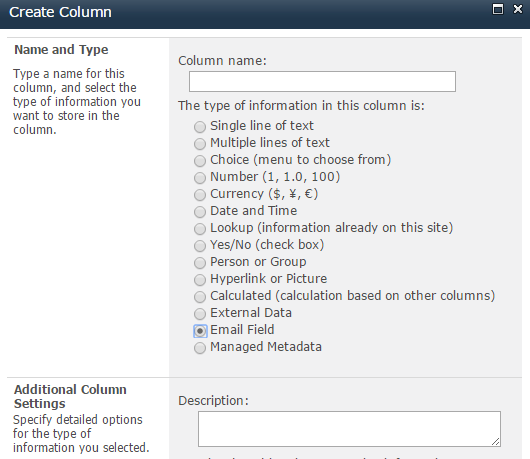 Create Column
Name and Type
Type a name for this
column, and select the
type of information you
want to store in the
column.
Column name:
The type of information in this column is:
Single line of text
Multiple lines of text
Choice (menu to choose from)
Number (1, 1.0, 100)
Currency ($, ¥, €)
Date and Time
Lookup (information already on this site)
Yes/No (check box)
Person or Group
Hyperlink or Picture
Calculated (calculation based on other columns)
External Data
Email Field
Managed Metadata
Additional Column
Settings
Specify detailed options
for the type of
information you selected.
Description: